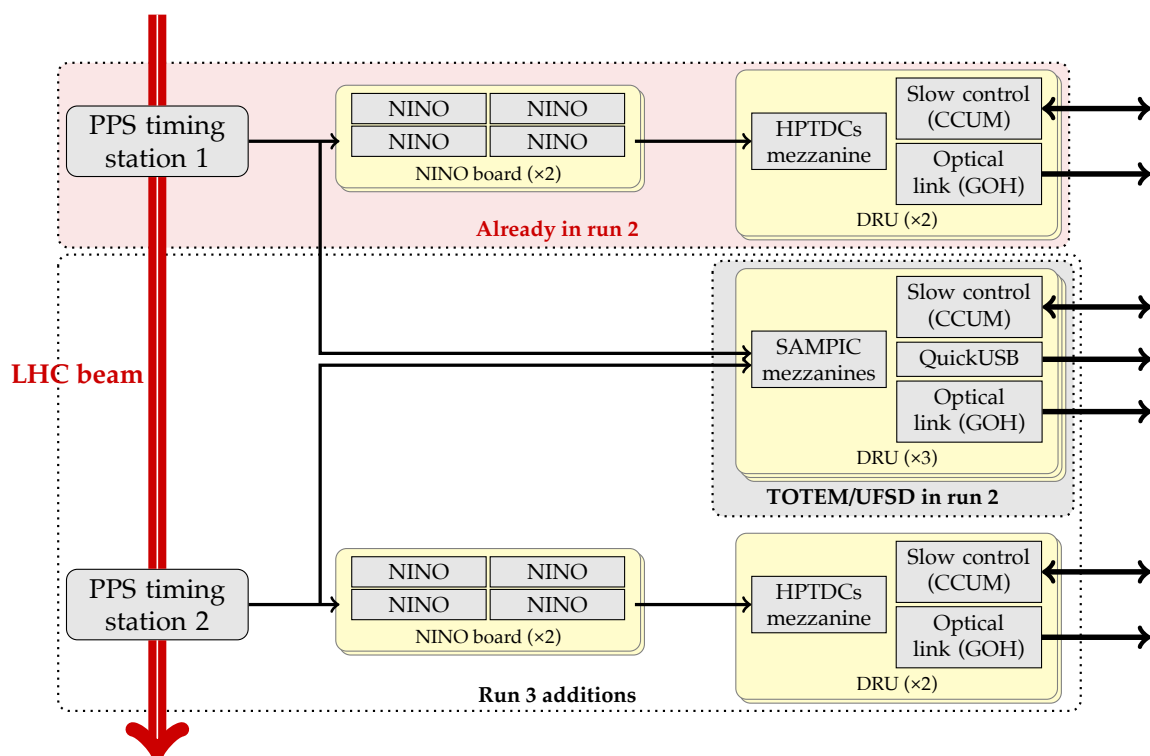 PPS timing
station 1
NINO
NINO
NINO
NINO
NINO board (×2)
HPTDCs
mezzanine
Slow control
(CCUM)
Optical
link (GOH)
DRU (×2)
Already in run 2
LHC beam
SAMPIC
mezzanines
Slow control
(CCUM)
QuickUSB
Optical
link (GOH)
DRU (×3)
TOTEM/UFSD in run 2
PPS timing
station 2
NINO
NINO
NINO
NINO
NINO board (×2)
HPTDCs
mezzanine
Slow control
(CCUM)
Optical
link (GOH)
DRU (×2)
Run 3 additions